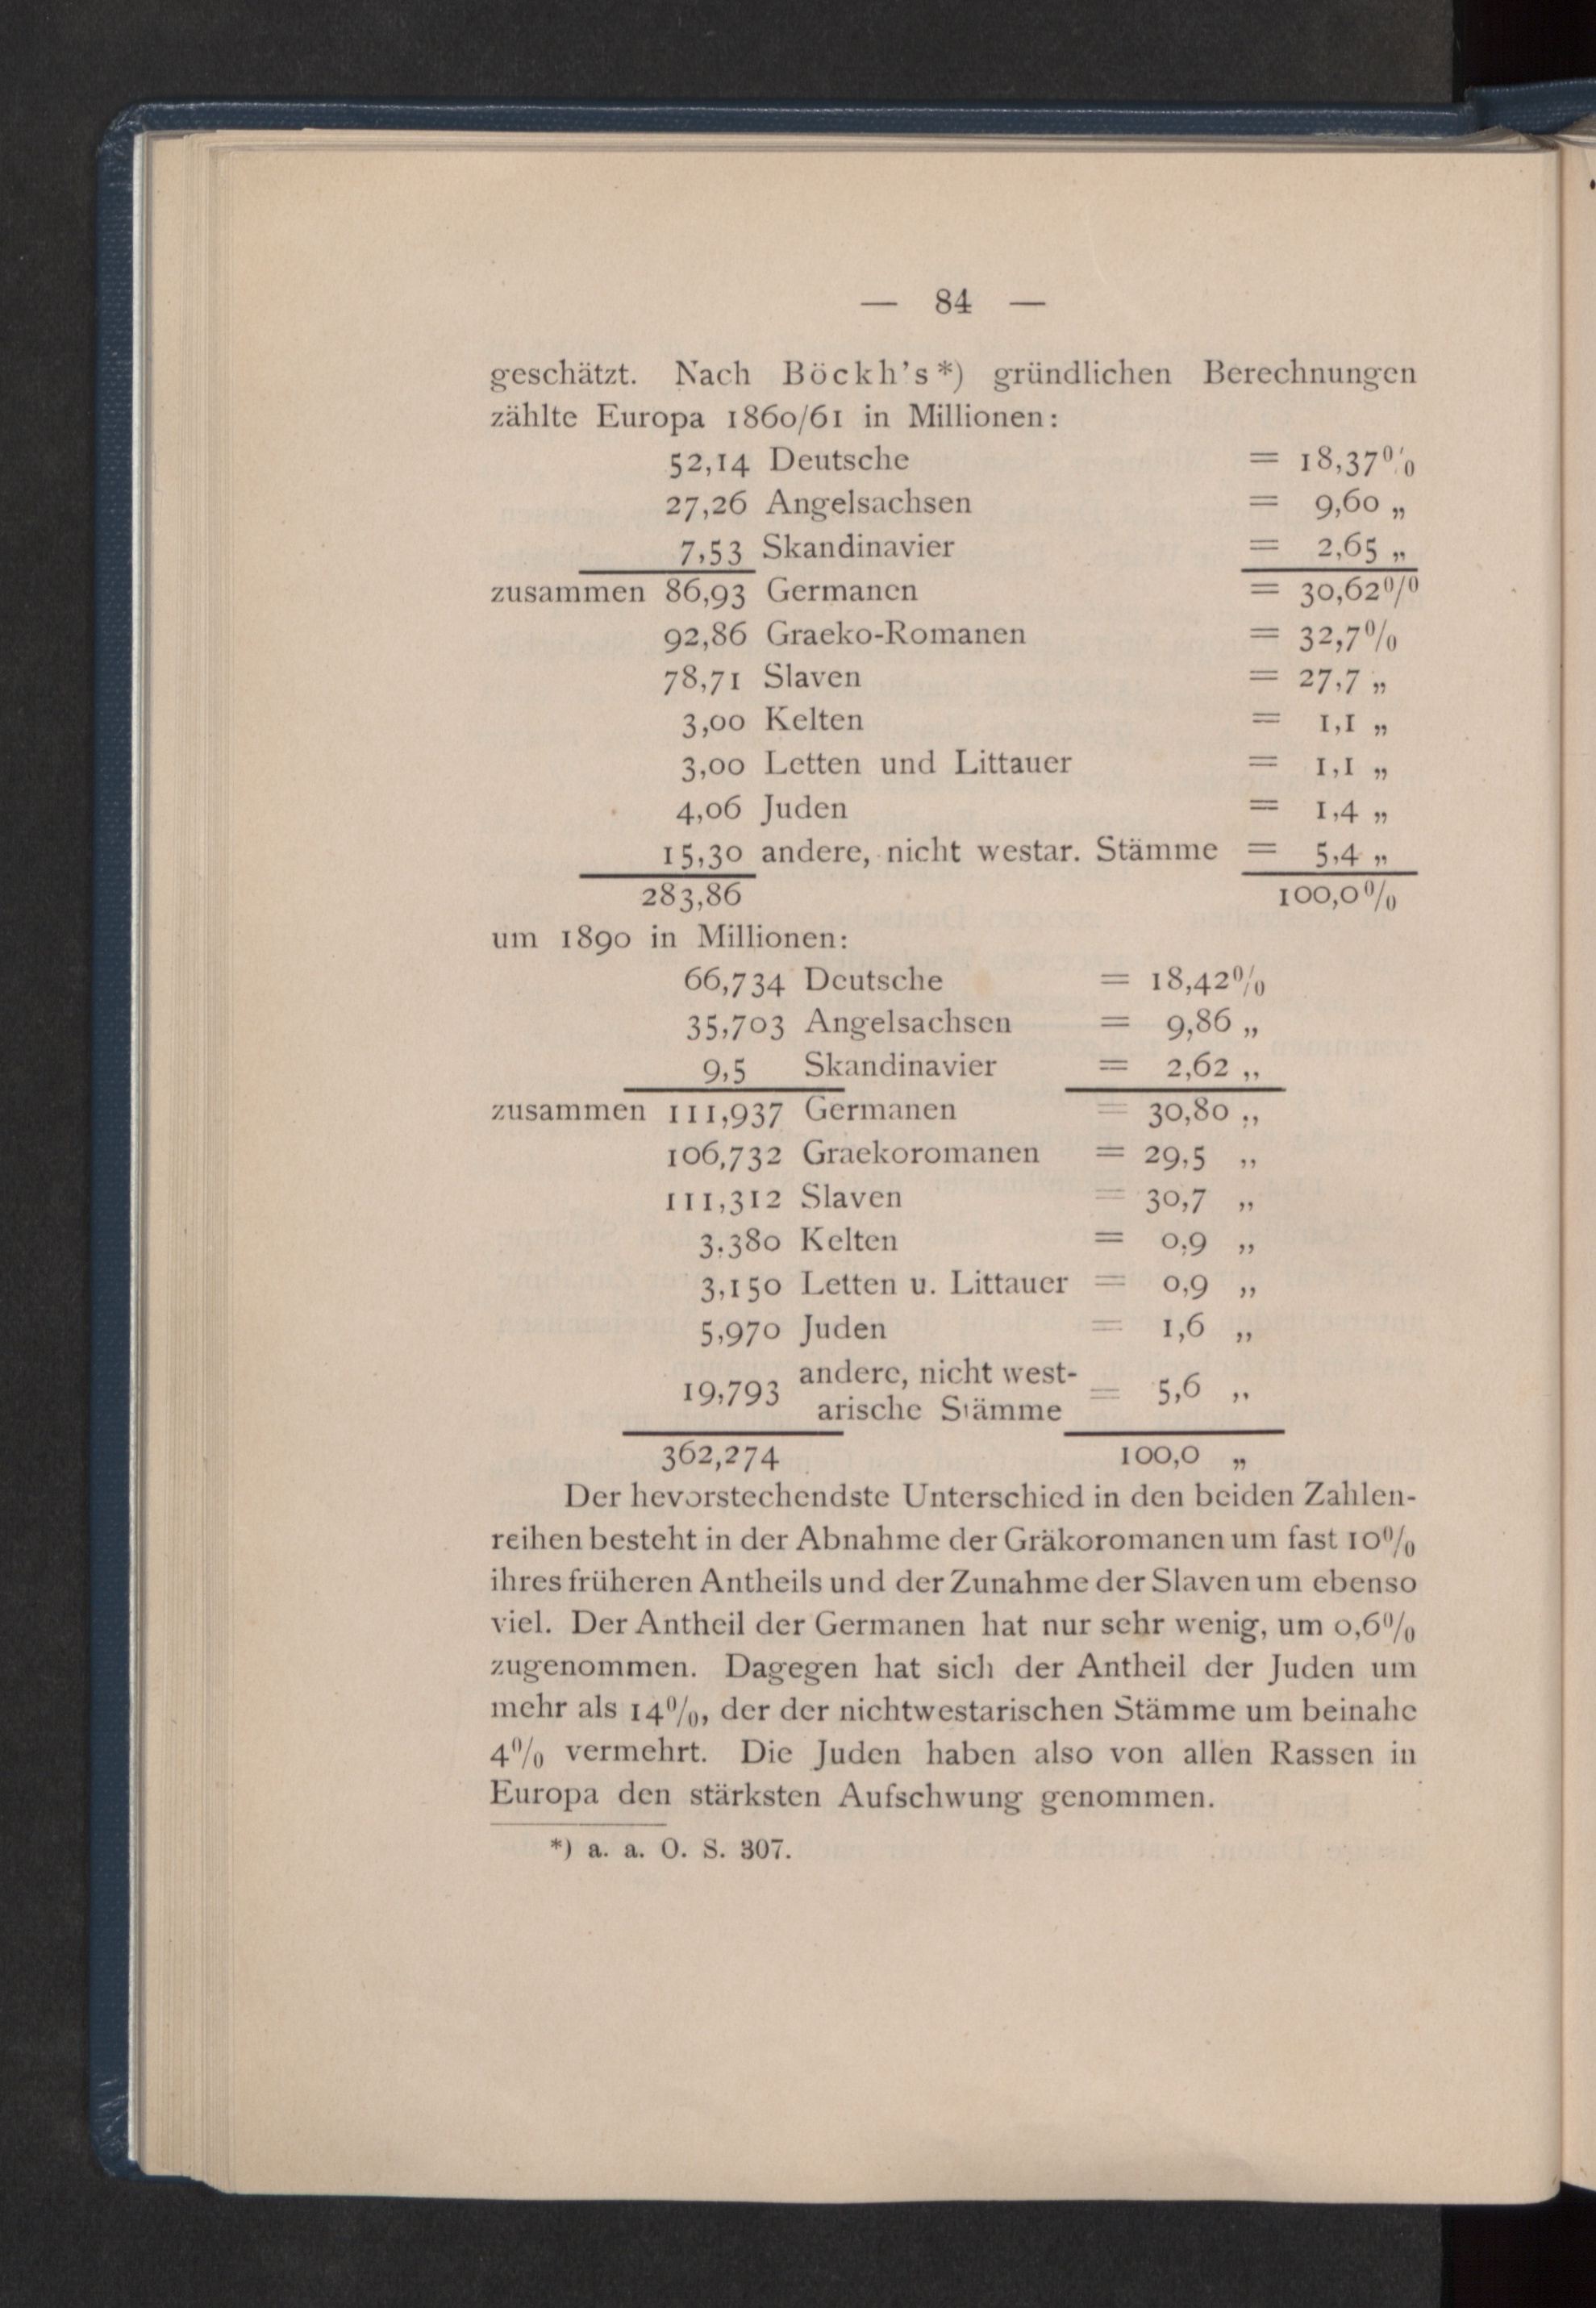 — 84 —
geschätzt. Nach Böckh's*) gründlichen Berechnungen
zählte Europa 1860/61 in Millionen:
52,14 Deutsche = 18,37%
27,26 Angelsachsen = 9,60 „
7,53 Skandinavier = 2,65 „
zusammen 86,93 Germanen = 30,62%
92,86 Graeko-Romanen = 32,7%
78,71 Slaven = 27,7 „
3,00 Kelten = 1,1 „
3,00 Letten und Littauer = 1,1 „
4,06 Juden = 1,4 „
15,30 andere, nicht westar. Stämme = 5,4 „
283,86 100,0%
um 1890 in Millionen:
66,734 Deutsche = 18,42%
35,703 Angelsachsen = 9,86 „
9,5 Skandinavier = 2,62 „
zusammen 111,937 Germanen = 30,80 „
106,732 Graekoromanen = 29,5 „
111,312 Slaven = 30,7 „
3,380 Kelten = 0,9 „
3,150 Letten u. Littauer = 0,9 „
5,970 Juden = 1,6 „
19,793 andere, nicht west-
arische Stämme = 5,6 „
362,274 100,0 „
Der hevorstechendste Unterschied in den beiden Zahlen-
reihen besteht in der Abnahme der Gräkoromanen um fast 10%
ihres früheren Antheils und der Zunahme der Slaven um ebenso
viel. Der Antheil der Germanen hat nur sehr wenig, um 0,6%
zugenommen. Dagegen hat sich der Antheil der Juden um
mehr als 14%, der der nichtwestarischen Stämme um beinahe
4% vermehrt. Die Juden haben also von allen Rassen in
Europa den stärksten Aufschwung genommen.
*) a. a. O. S. 307.